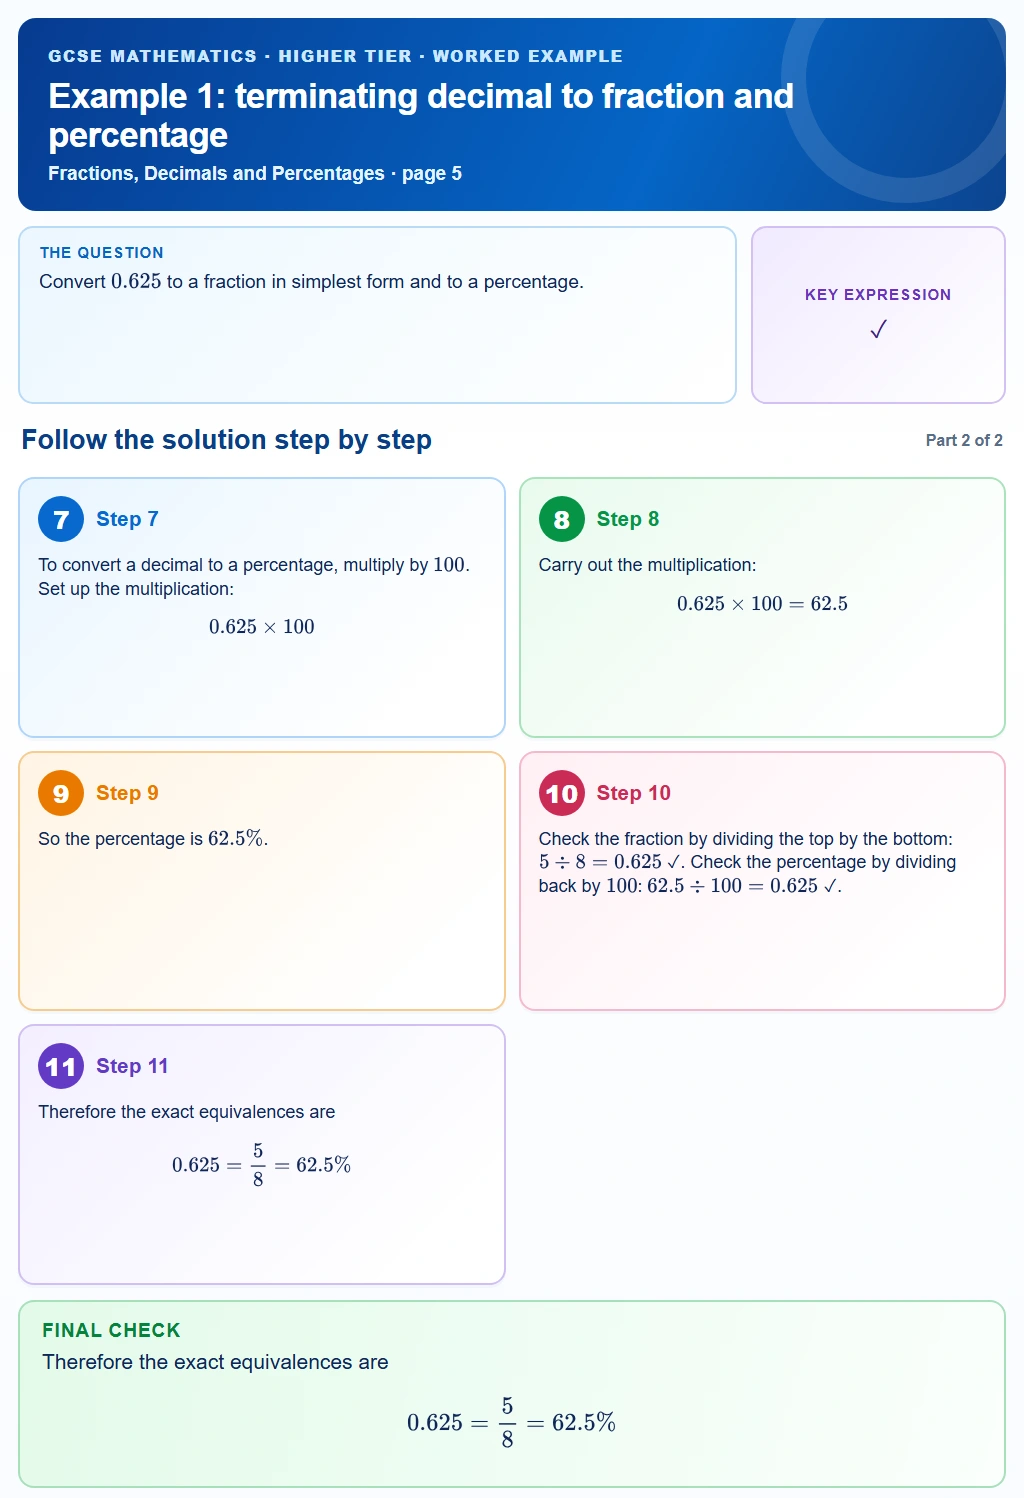 GCSE MATHEMATICS · HIGHER TIER · WORKED EXAMPLE
Example 1: terminating decimal to fraction and
percentage
Fractions, Decimals and Percentages · page 5
THE QUESTION
Convert 0.625 to a fraction in simplest form and to a percentage.
KEY EXPRESSION
✓
Follow the solution step by step
Part 2 of 2
7 Step 7
To convert a decimal to a percentage, multiply by 100.
Set up the multiplication:
0.625 × 100
8 Step 8
Carry out the multiplication:
0.625 × 100 = 62.5
9 Step 9
So the percentage is 62.5%.
10 Step 10
Check the fraction by dividing the top by the bottom:
5 ÷ 8 = 0.625 ✓. Check the percentage by dividing
back by 100: 62.5 ÷ 100 = 0.625 ✓.
11 Step 11
Therefore the exact equivalences are
0.625 = 5/8 = 62.5%
FINAL CHECK
Therefore the exact equivalences are
0.625 = 5/8 = 62.5%